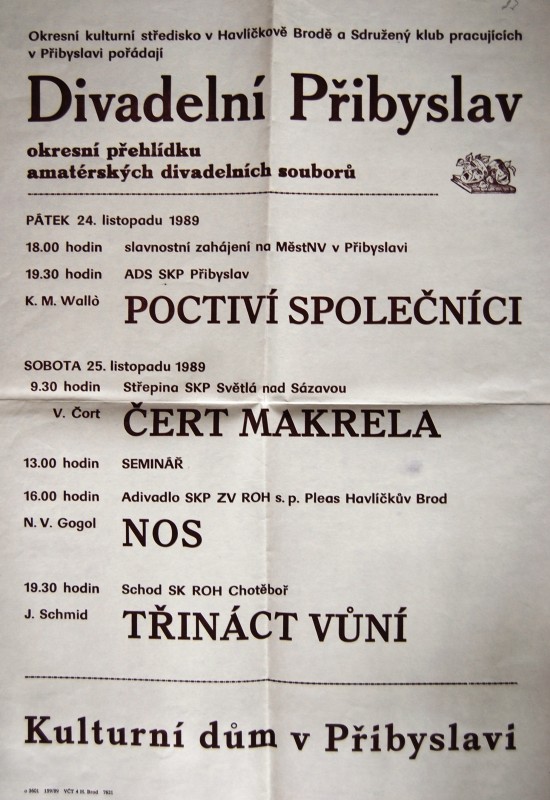 Okresní kulturní středisko v Havlíčkově Brodě a Sdružený klub pracujících
v Přibyslavi pořádají
Divadelní Přibyslav
okresní přehlídku
amatérských divadelních souborů
PÁTEK 24. listopadu 1989
18.00 hodin slavnostní zahájení na MěstNV v Přibyslavi
19.30 hodin ADS SKP Přibyslav
K. M. Wallò POCTIVÍ SPOLEČNÍCI
SOBOTA 25. listopadu 1989
9.30 hodin Střepina SKP Světlá nad Sázavou
V. Čort ČERT MAKRELA
13.00 hodin SEMINÁŘ
16.00 hodin Adivadlo SKP ZV ROH s. p. Pleas Havlíčkův Brod
N. V. Gogol NOS
19.30 hodin Schod SK ROH Chotěboř
J. Schmid TŘINÁCT VŮNÍ
Kulturní dům v Přibyslavi
VČT 4 H. Brod